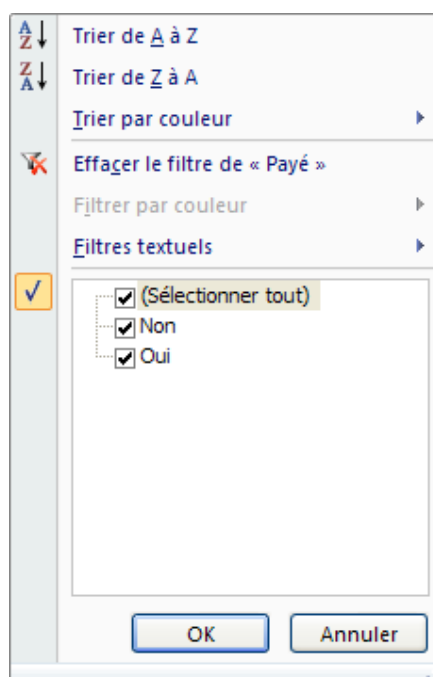 Trier de A à Z
Trier de Z à A
Trier par couleur
Effacer le filtre de « Payé »
Filtrer par couleur
Filtres textuels
(Sélectionner tout)
Non
Oui
OK Annuler